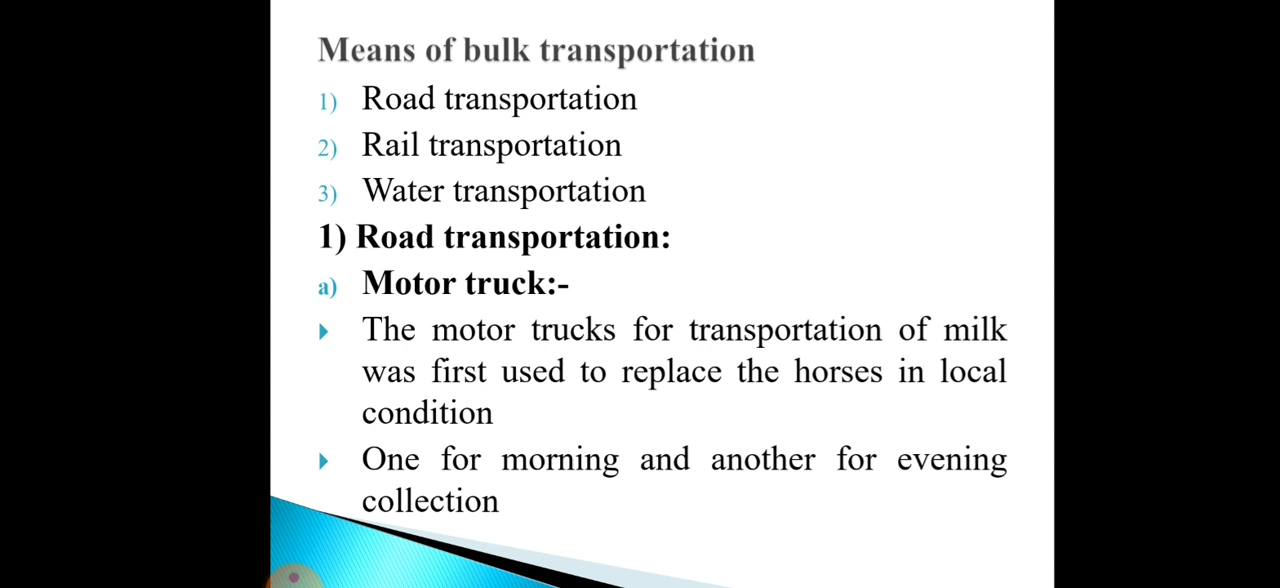 Means of bulk transportation
1) Road transportation
2) Rail transportation
3) Water transportation
1) Road transportation:
a) Motor truck:-
The motor trucks for transportation of milk
was first used to replace the horses in local
condition
One for morning and another for evening
collection